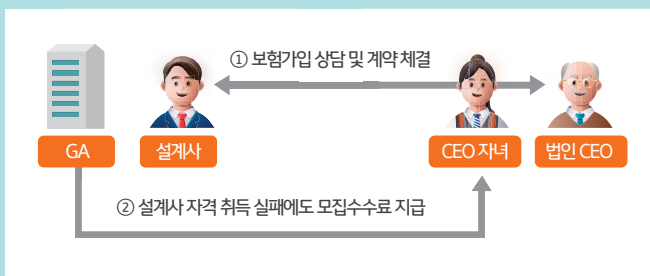 ① 보험가입 상담 및 계약 체결
GA
설계사
CEO 자녀
법인 CEO
② 설계사 자격 취득 실패에도 모집수수료 지급